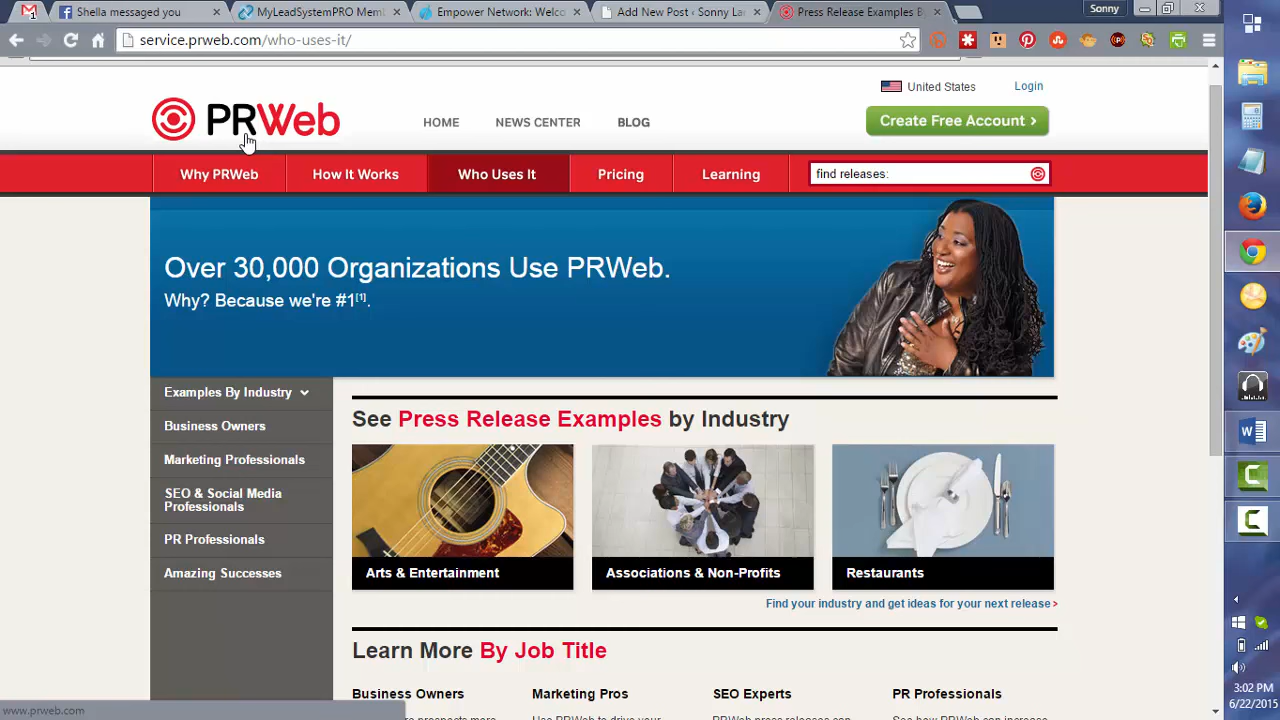 Shella messaged you
MyLeadSystemPRO Mem
Empower Network: Welco
Add New Post ‹ Sonny La
Press Release Examples B
Sonny
service.prweb.com/who-uses-it/
United States
Login
PRWeb
HOME
NEWS CENTER
BLOG
Create Free Account ›
Why PRWeb
How It Works
Who Uses It
Pricing
Learning
find releases:
Over 30,000 Organizations Use PRWeb.
Why? Because we're #1[1].
Examples By Industry
Business Owners
Marketing Professionals
SEO & Social Media
Professionals
PR Professionals
Amazing Successes
See Press Release Examples by Industry
Arts & Entertainment
Associations & Non-Profits
Restaurants
Find your industry and get ideas for your next release ›
Learn More By Job Title
Business Owners
Marketing Pros
SEO Experts
PR Professionals
www.prweb.com
3:02 PM
6/22/2015